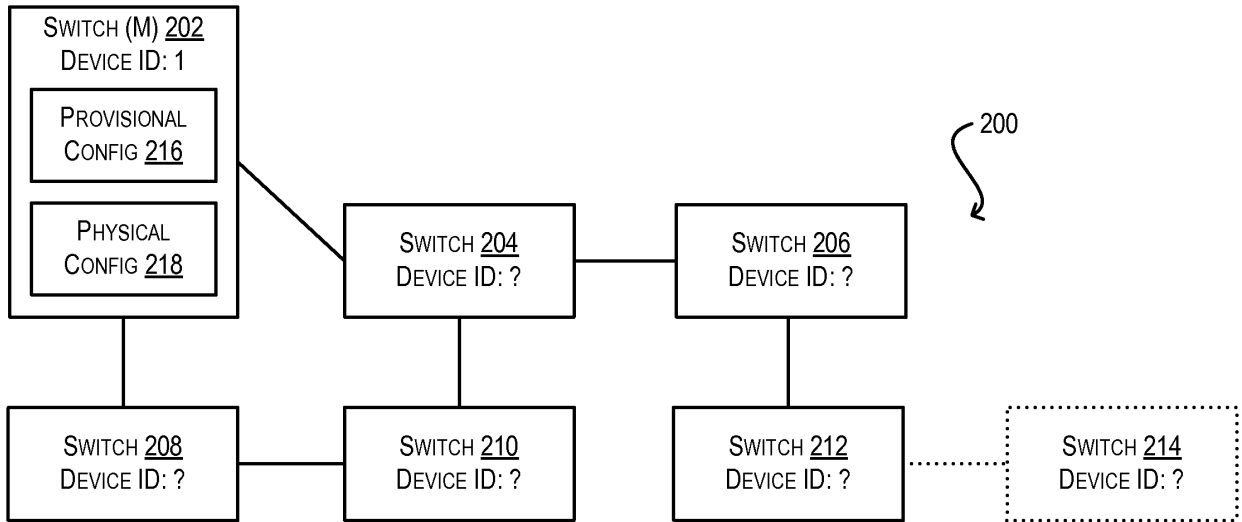 SWITCH (M) 202
DEVICE ID: 1
PROVISIONAL
CONFIG 216
PHYSICAL
CONFIG 218
200
SWITCH 204
DEVICE ID: ?
SWITCH 206
DEVICE ID: ?
SWITCH 208
DEVICE ID: ?
SWITCH 210
DEVICE ID: ?
SWITCH 212
DEVICE ID: ?
SWITCH 214
DEVICE ID: ?